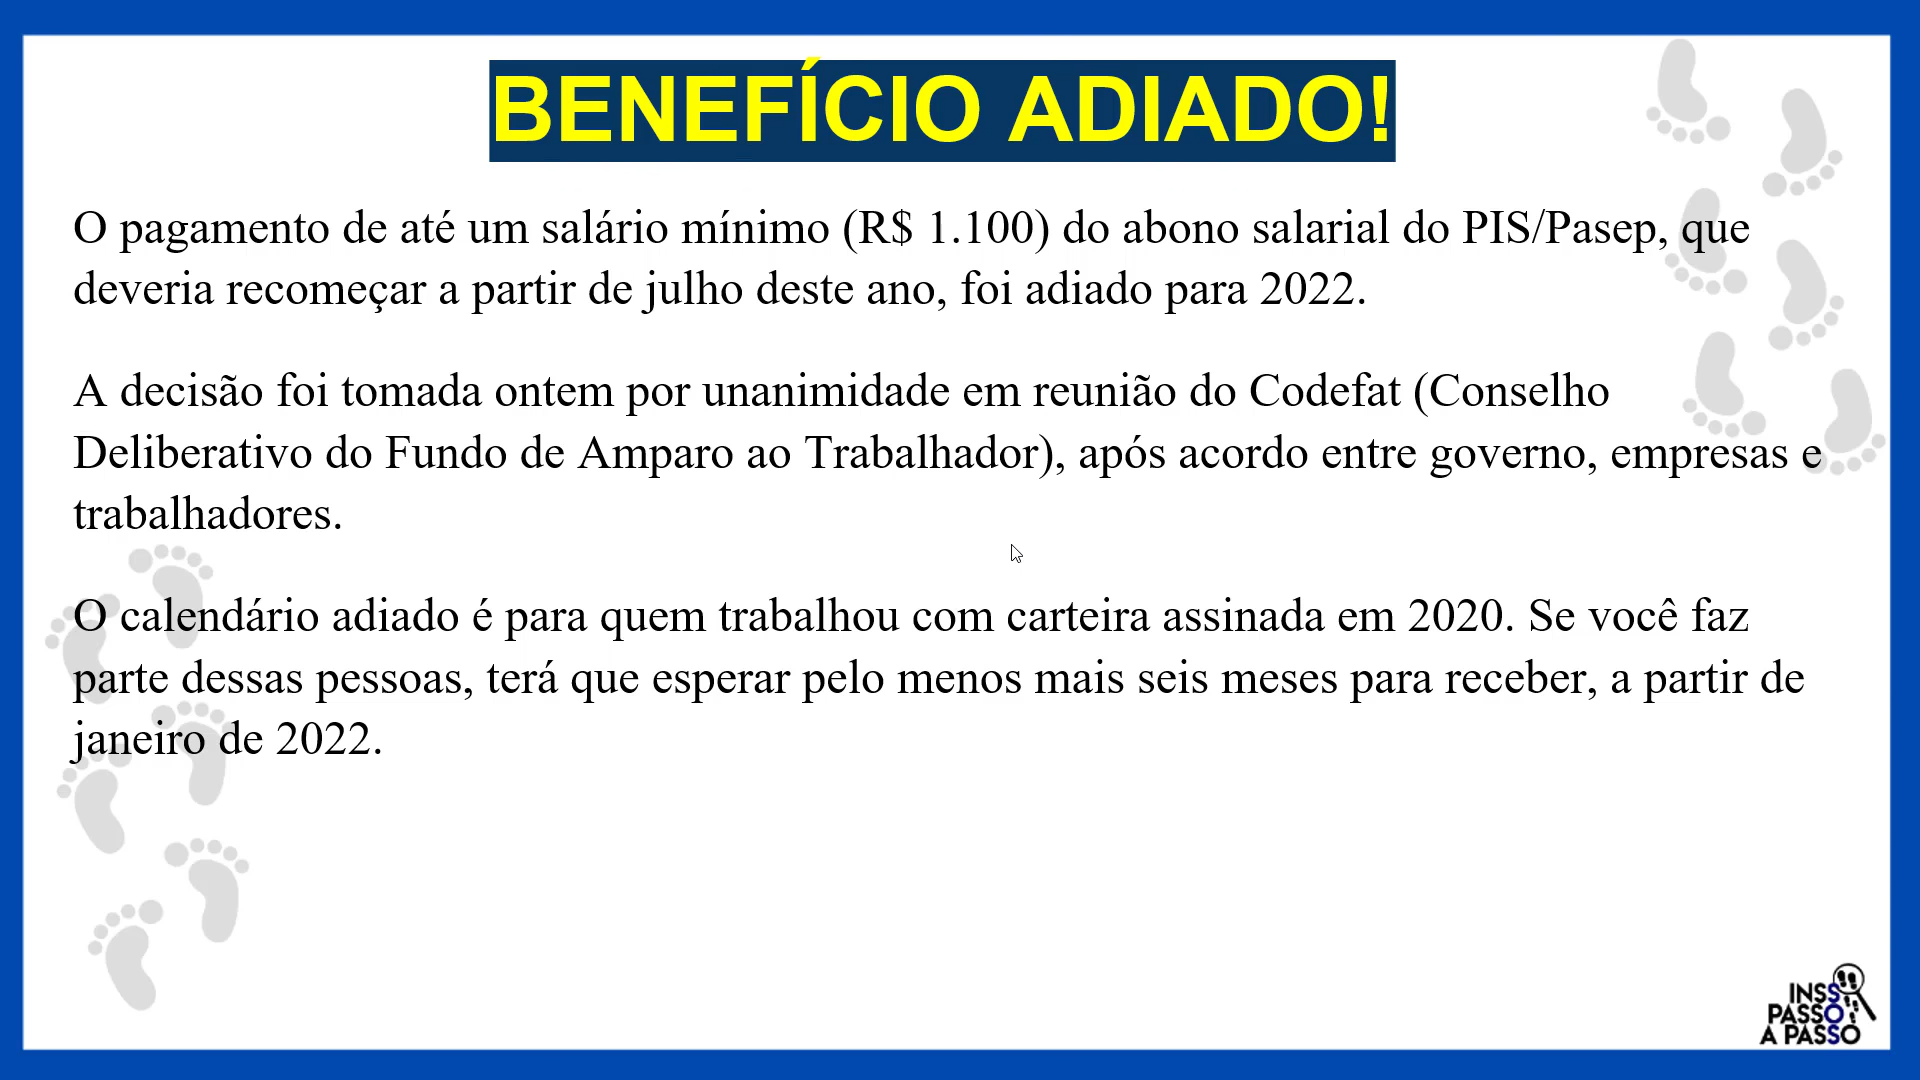 BENEFÍCIO ADIADO!
O pagamento de até um salário mínimo (R$ 1.100) do abono salarial do PIS/Pasep, que
deveria recomeçar a partir de julho deste ano, foi adiado para 2022.
A decisão foi tomada ontem por unanimidade em reunião do Codefat (Conselho
Deliberativo do Fundo de Amparo ao Trabalhador), após acordo entre governo, empresas e
trabalhadores.
O calendário adiado é para quem trabalhou com carteira assinada em 2020. Se você faz
parte dessas pessoas, terá que esperar pelo menos mais seis meses para receber, a partir de
janeiro de 2022.
INSS
PASSO
A PASSO